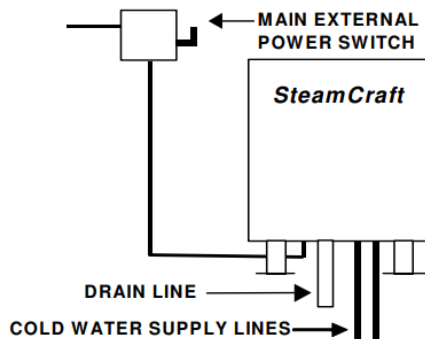 MAIN EXTERNAL
POWER SWITCH
SteamCraft
DRAIN LINE
COLD WATER SUPPLY LINES